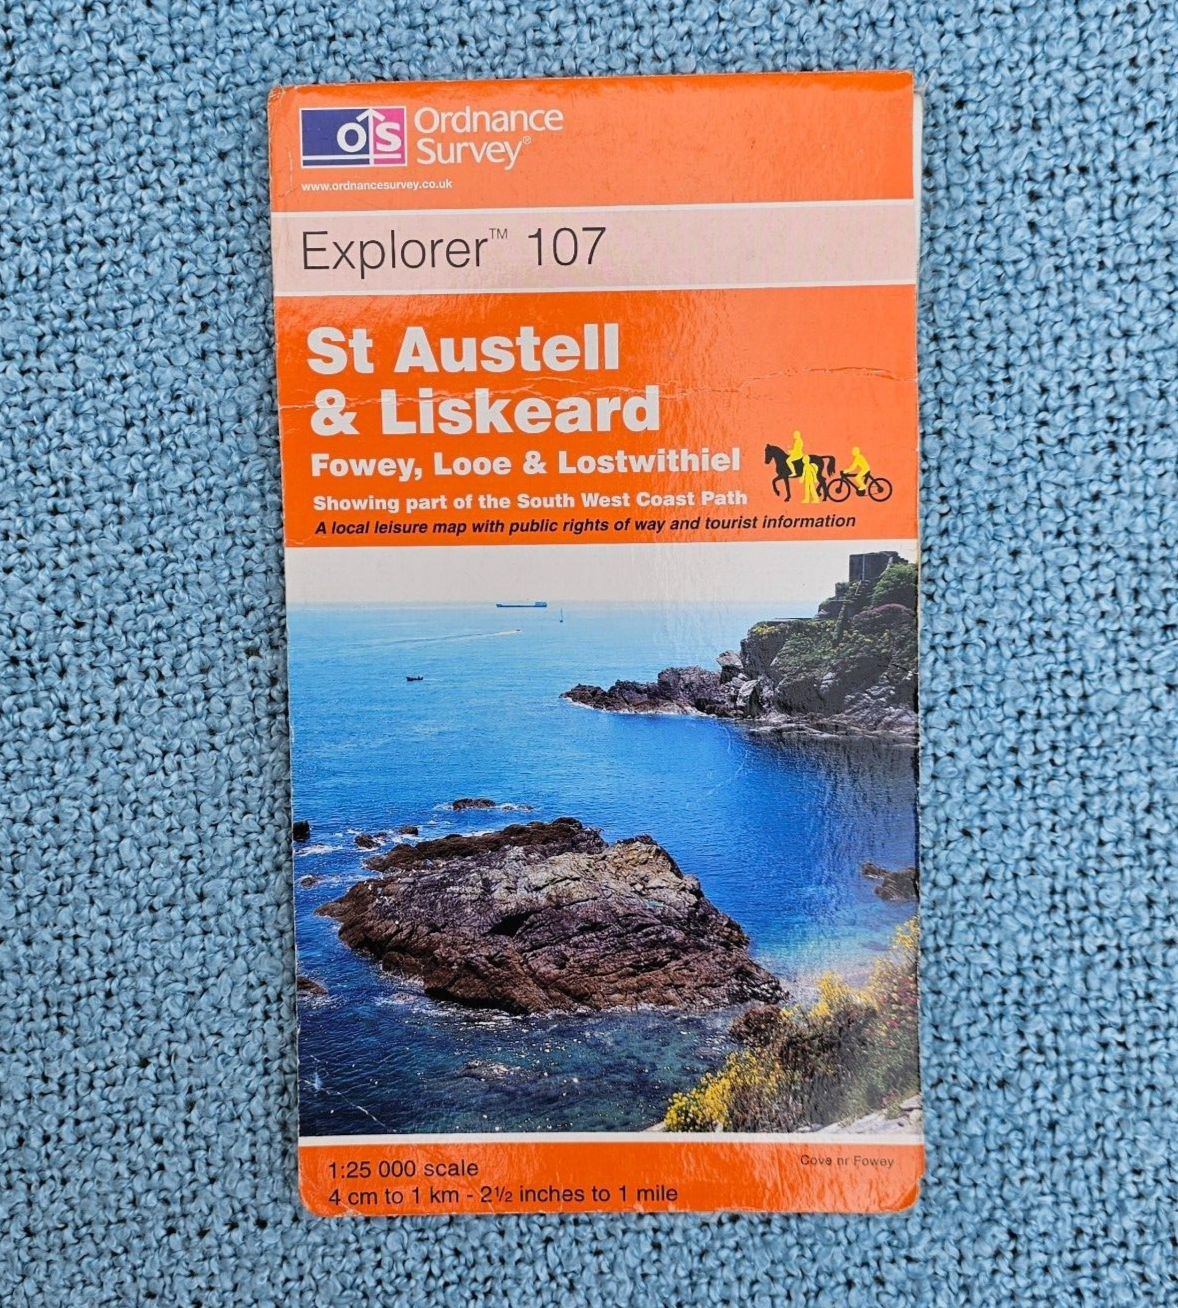 OS Ordnance
Survey®
www.ordnancesurvey.co.uk
Explorer™ 107
St Austell
& Liskeard
Fowey, Looe & Lostwithiel
Showing part of the South West Coast Path
A local leisure map with public rights of way and tourist information
Cove nr Fowey
1:25 000 scale
4 cm to 1 km - 2½ inches to 1 mile